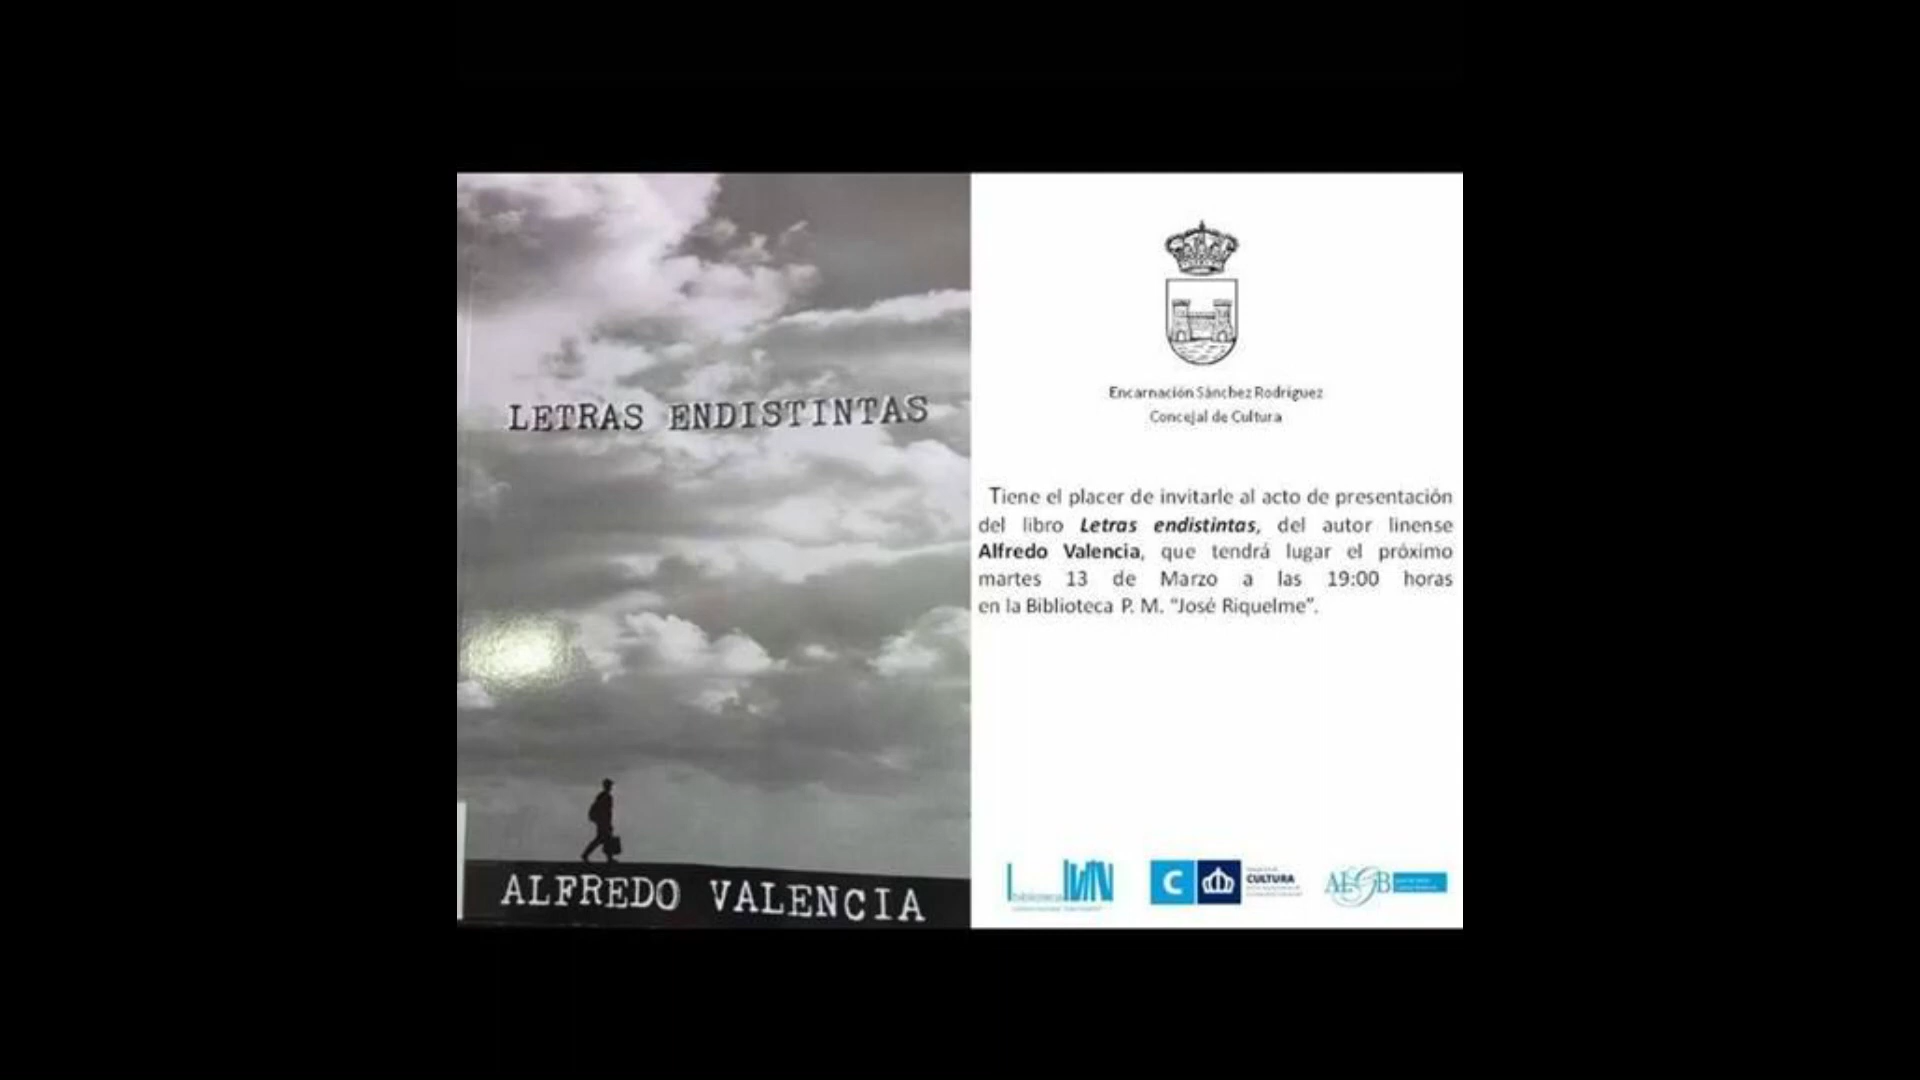 LETRAS ENDISTINTAS
ALFREDO VALENCIA
Encarnación Sánchez Rodríguez
Concejal de Cultura
Tiene el placer de invitarle al acto de presentación
del libro Letras endistintas, del autor linense
Alfredo Valencia, que tendrá lugar el próximo
martes 13 de Marzo a las 19:00 horas
en la Biblioteca P. M. "José Riquelme".
biblioteca
C
CULTURA